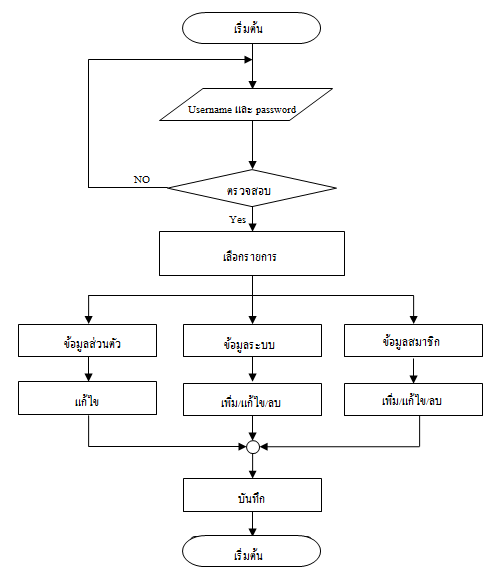 เริ่มต้น
Username และ password
NO
ตรวจสอบ
Yes
เลือกรายการ
ข้อมูลส่วนตัว
ข้อมูลระบบ
ข้อมูลสมาชิก
แก้ไข
เพิ่ม/แก้ไข/ลบ
เพิ่ม/แก้ไข/ลบ
บันทึก
เริ่มต้น